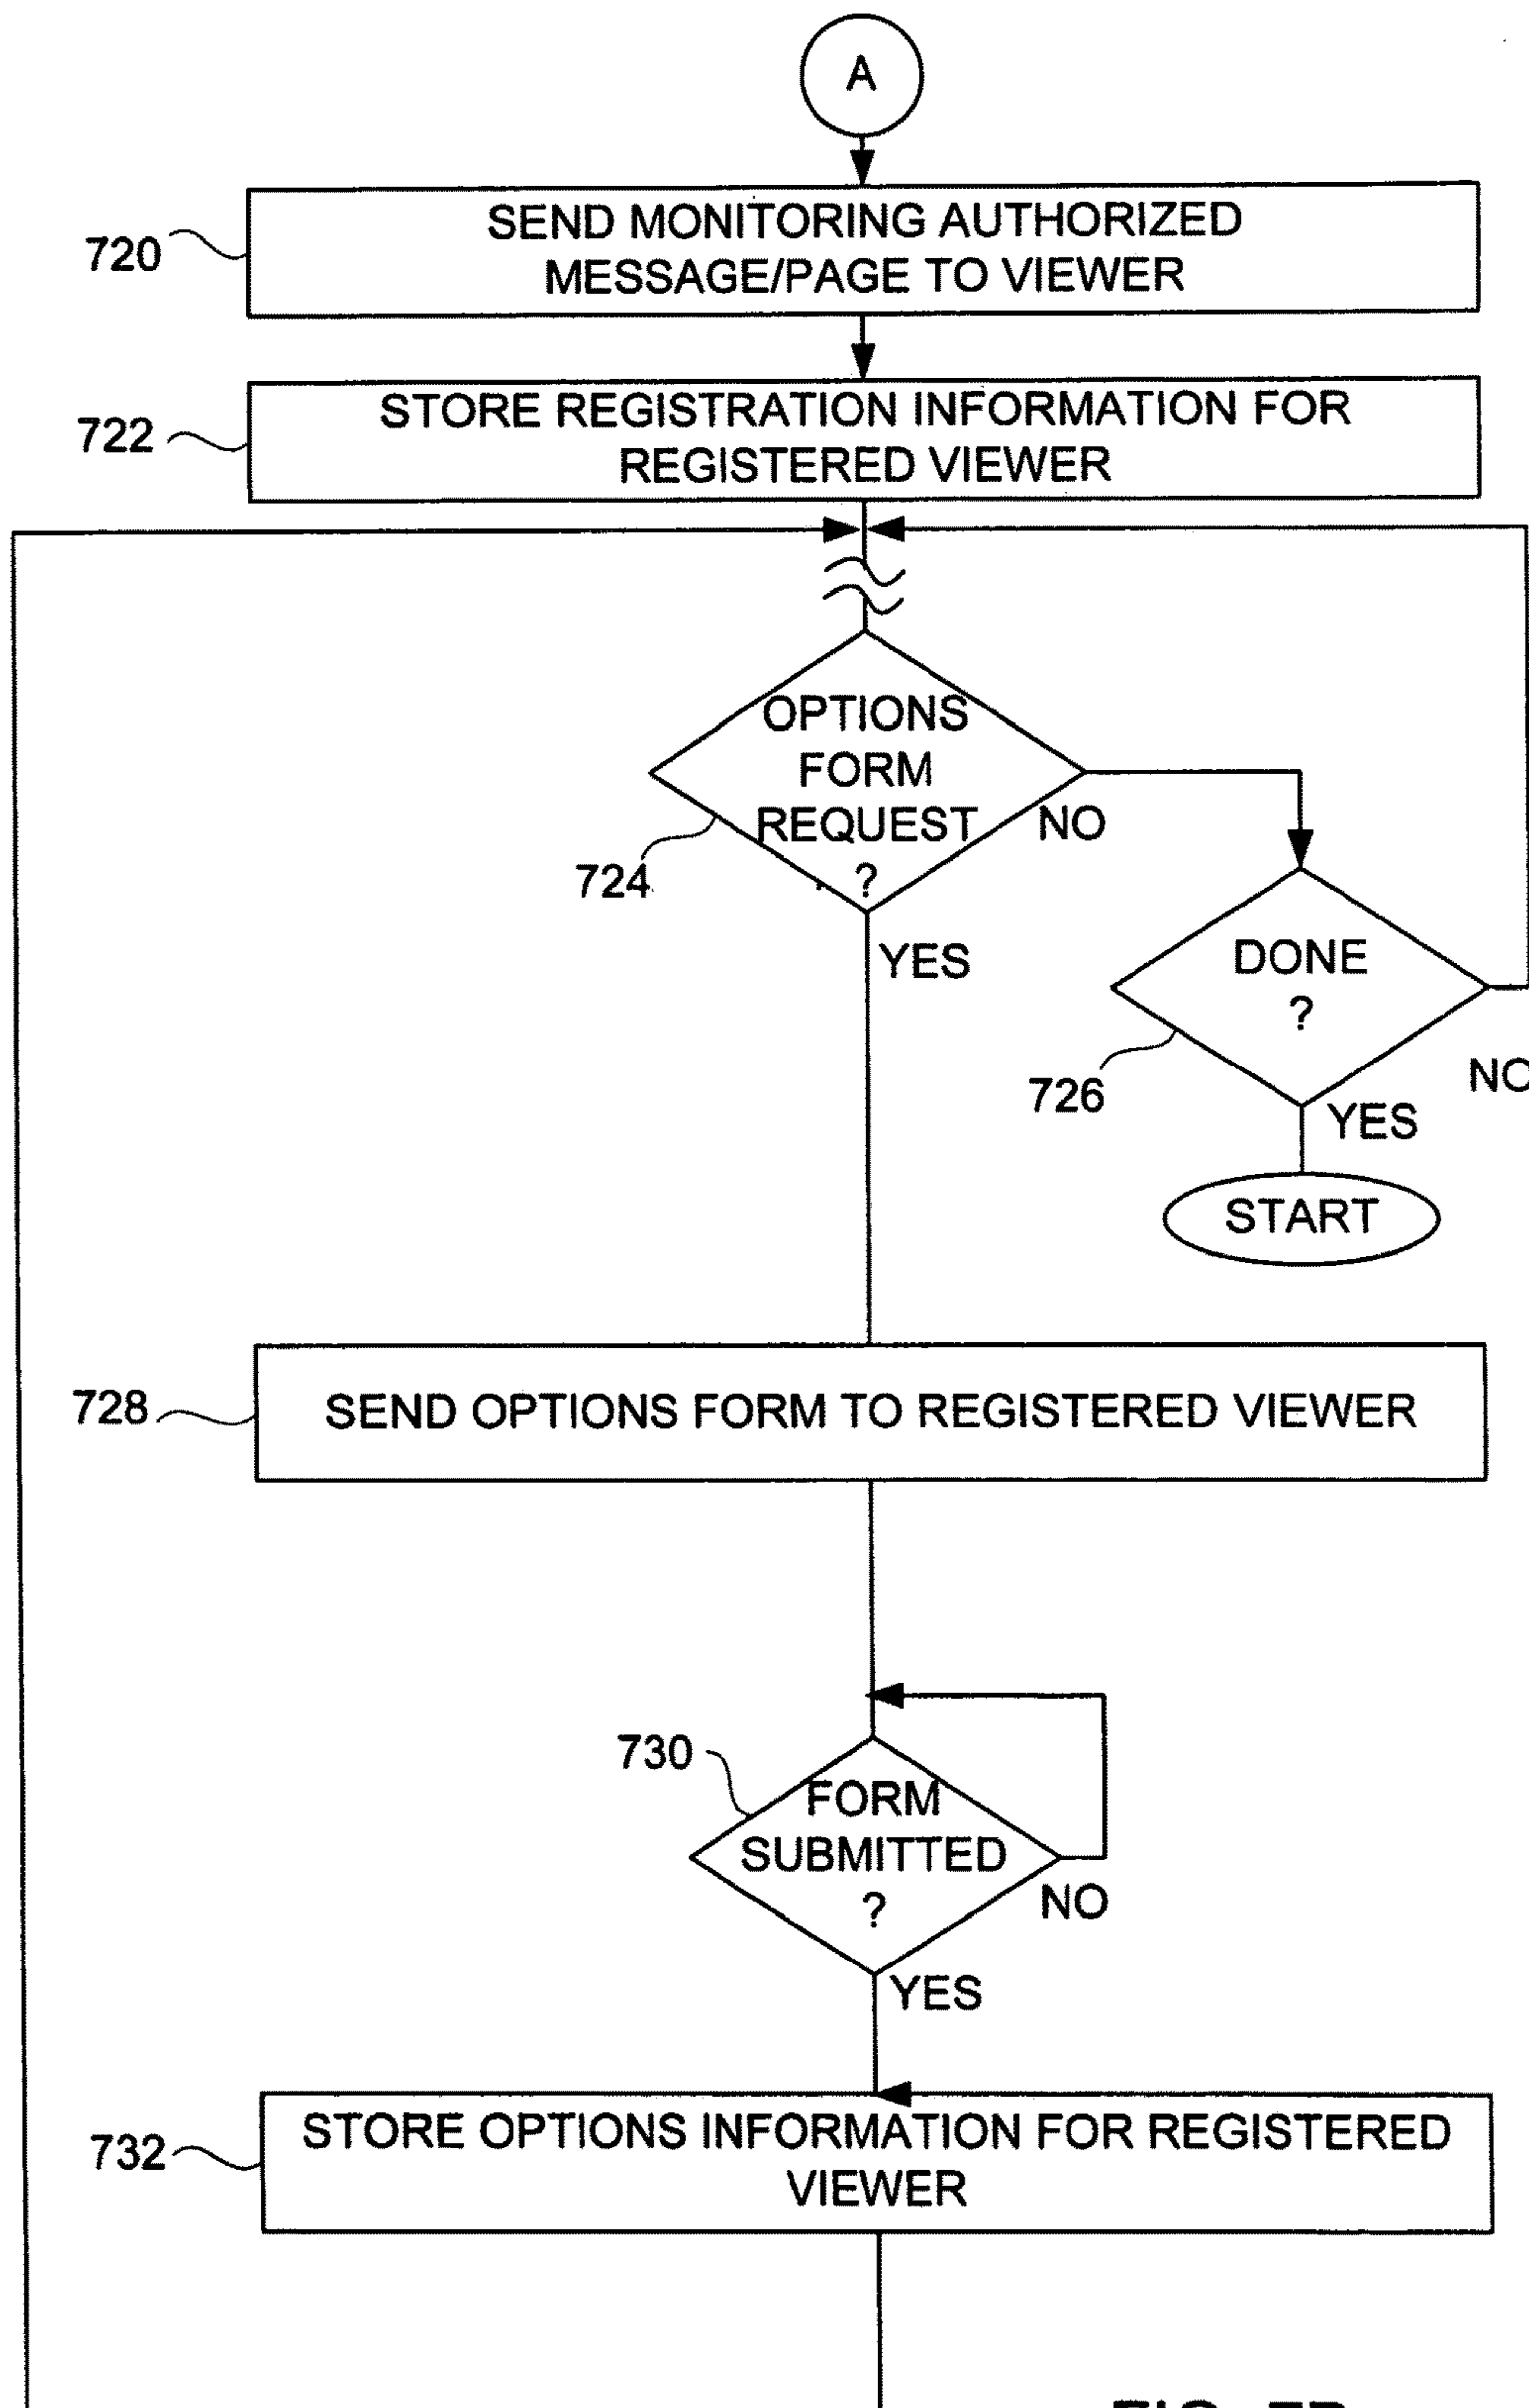 A
720
SEND MONITORING AUTHORIZED
MESSAGE/PAGE TO VIEWER
722
STORE REGISTRATION INFORMATION FOR
REGISTERED VIEWER
OPTIONS
FORM
REQUEST
?
NO
724
YES
DONE
?
726
NO
YES
START
728
SEND OPTIONS FORM TO REGISTERED VIEWER
730
FORM
SUBMITTED
?
NO
YES
732
STORE OPTIONS INFORMATION FOR REGISTERED
VIEWER